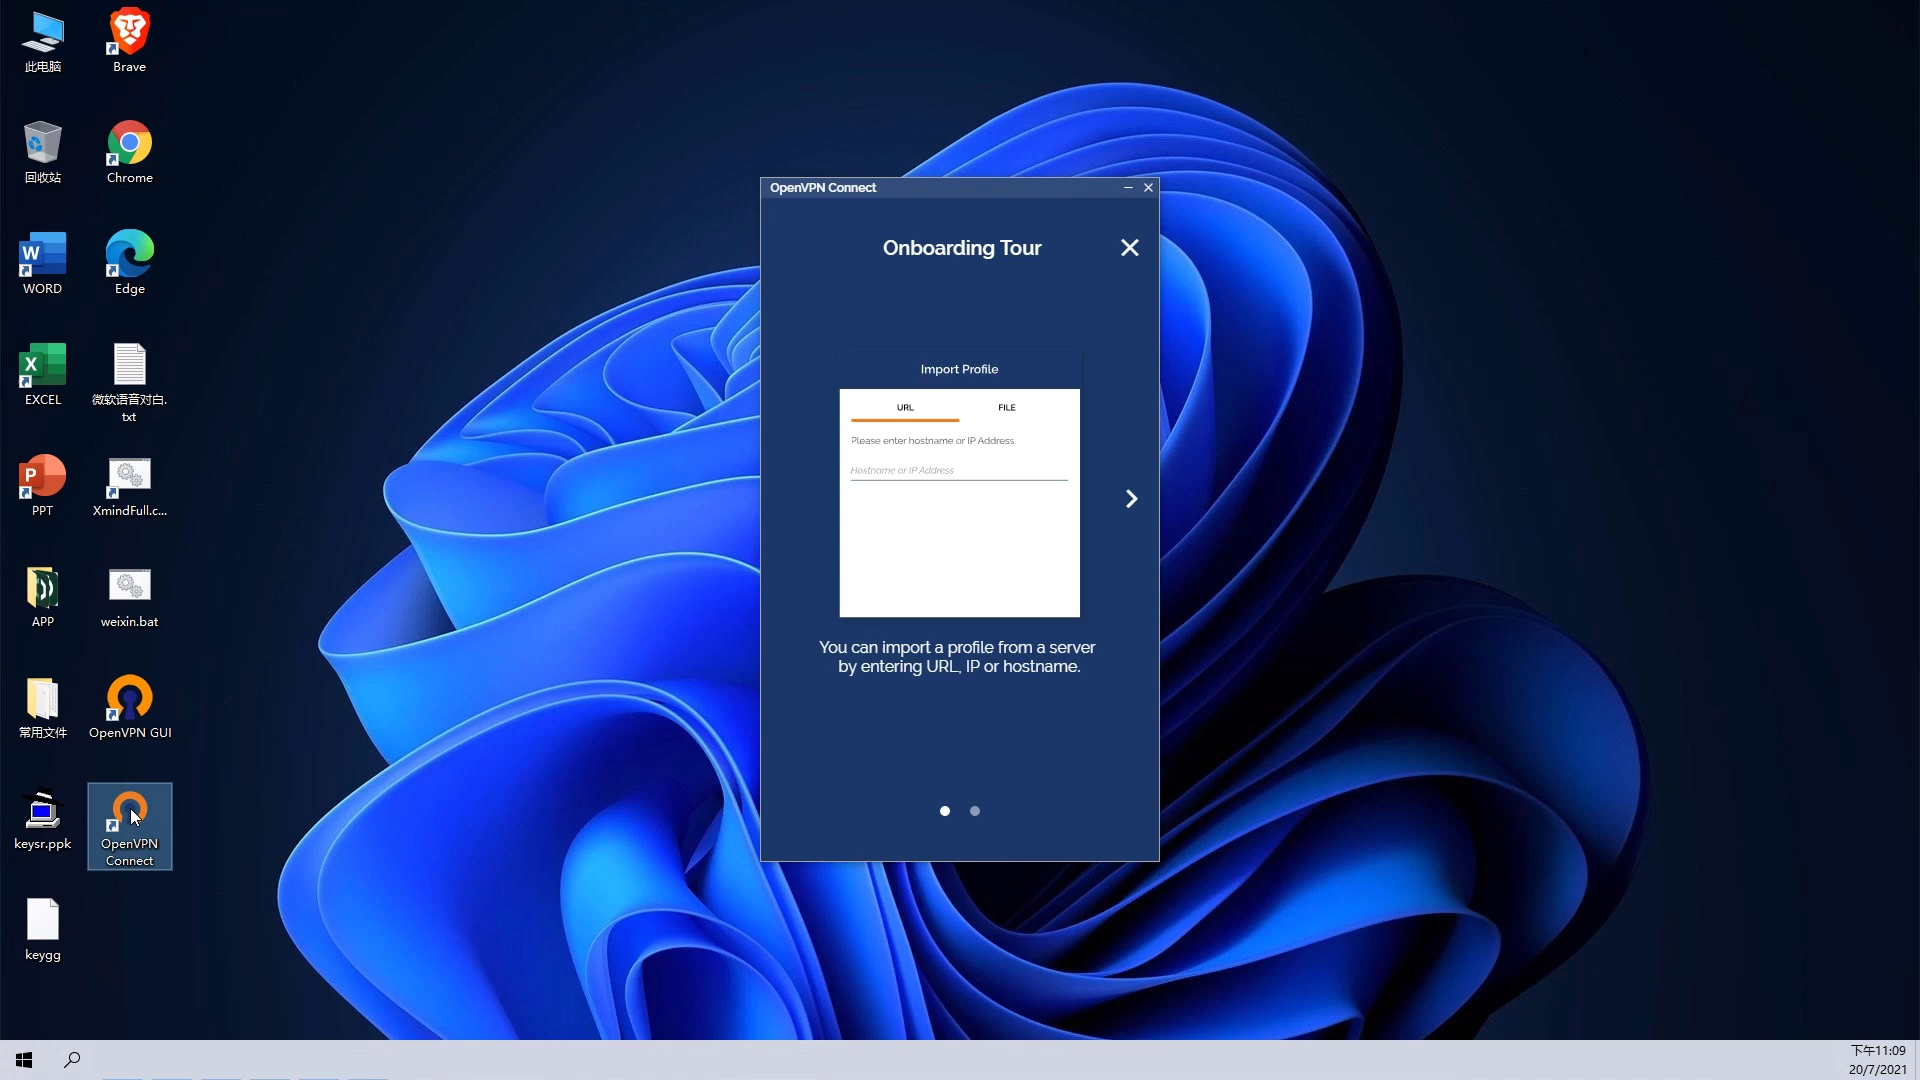 此电脑
Brave
回收站
Chrome
WORD
Edge
EXCEL
微软语音对白.
txt
PPT
XmindFull.c...
APP
weixin.bat
常用文件
OpenVPN GUI
keysr.ppk
OpenVPN
Connect
keygg
OpenVPN Connect
Onboarding Tour
Import Profile
URL
FILE
Please enter hostname or IP Address
Hostname or IP Address
You can import a profile from a server
by entering URL, IP or hostname.
下午11:09
20/7/2021